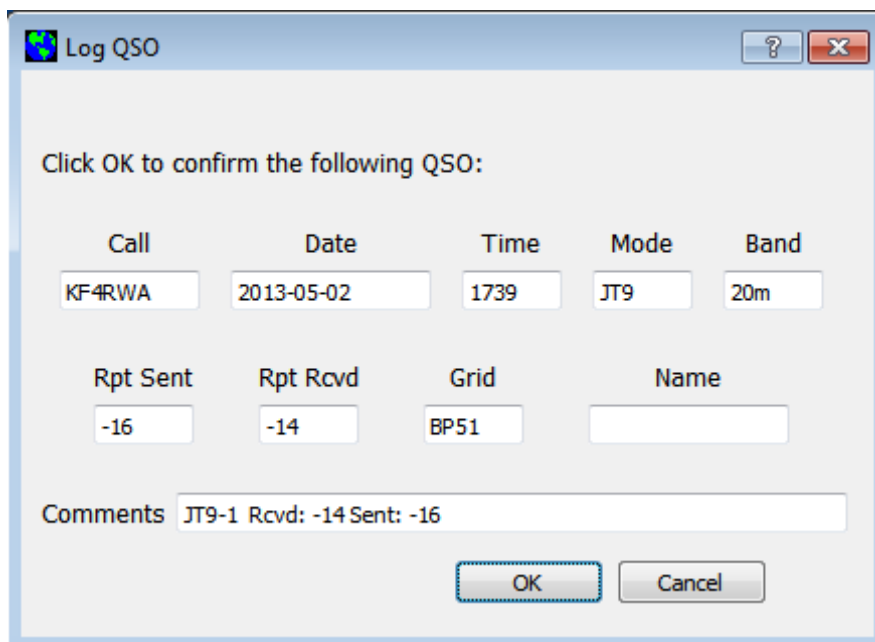 Log QSO
Click OK to confirm the following QSO:
Call Date Time Mode Band
KF4RWA 2013-05-02 1739 JT9 20m
Rpt Sent Rpt Rcvd Grid Name
-16 -14 BP51
Comments JT9-1 Rcvd: -14 Sent: -16
OK Cancel